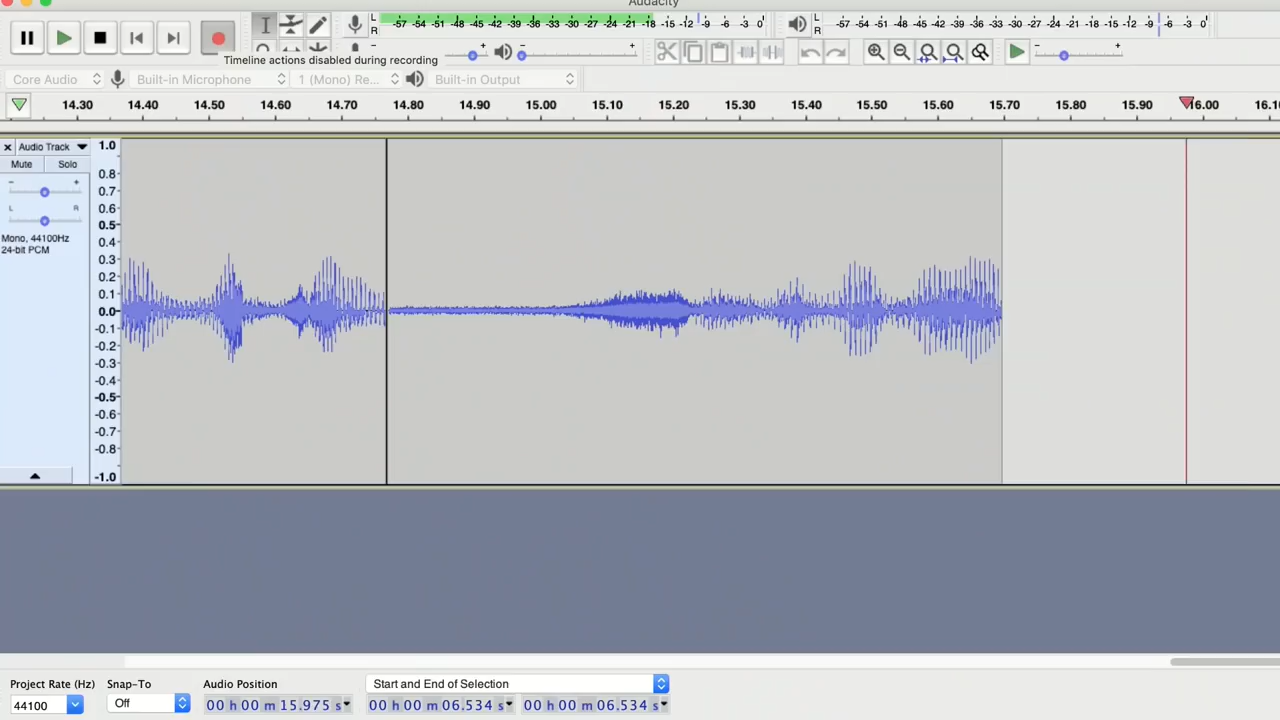 Audacity
L
R
-57 -54 -51 -48 -45 -42 -39 -36 -33 -30 -27 -24 -21 -18 -15 -12 -9 -6 -3 0
L
R
-57 -54 -51 -48 -45 -42 -39 -36 -33 -30 -27 -24 -21 -18 -15 -12 -9 -6 -3 0
- + - + - +
Timeline actions disabled during recording
Core Audio Built-in Microphone 1 (Mono) Re... Built-in Output
14.30 14.40 14.50 14.60 14.70 14.80 14.90 15.00 15.10 15.20 15.30 15.40 15.50 15.60 15.70 15.80 15.90 16.00 16.10
x Audio Track
Mute Solo
- +
L R
Mono, 44100Hz
24-bit PCM
1.0
0.8
0.7
0.6
0.5
0.4
0.3
0.2
0.1
0.0
-0.1
-0.2
-0.3
-0.4
-0.5
-0.6
-0.7
-0.8
-1.0
Project Rate (Hz) Snap-To Audio Position Start and End of Selection
44100 Off 00 h 00 m 15.975 s 00 h 00 m 06.534 s 00 h 00 m 06.534 s